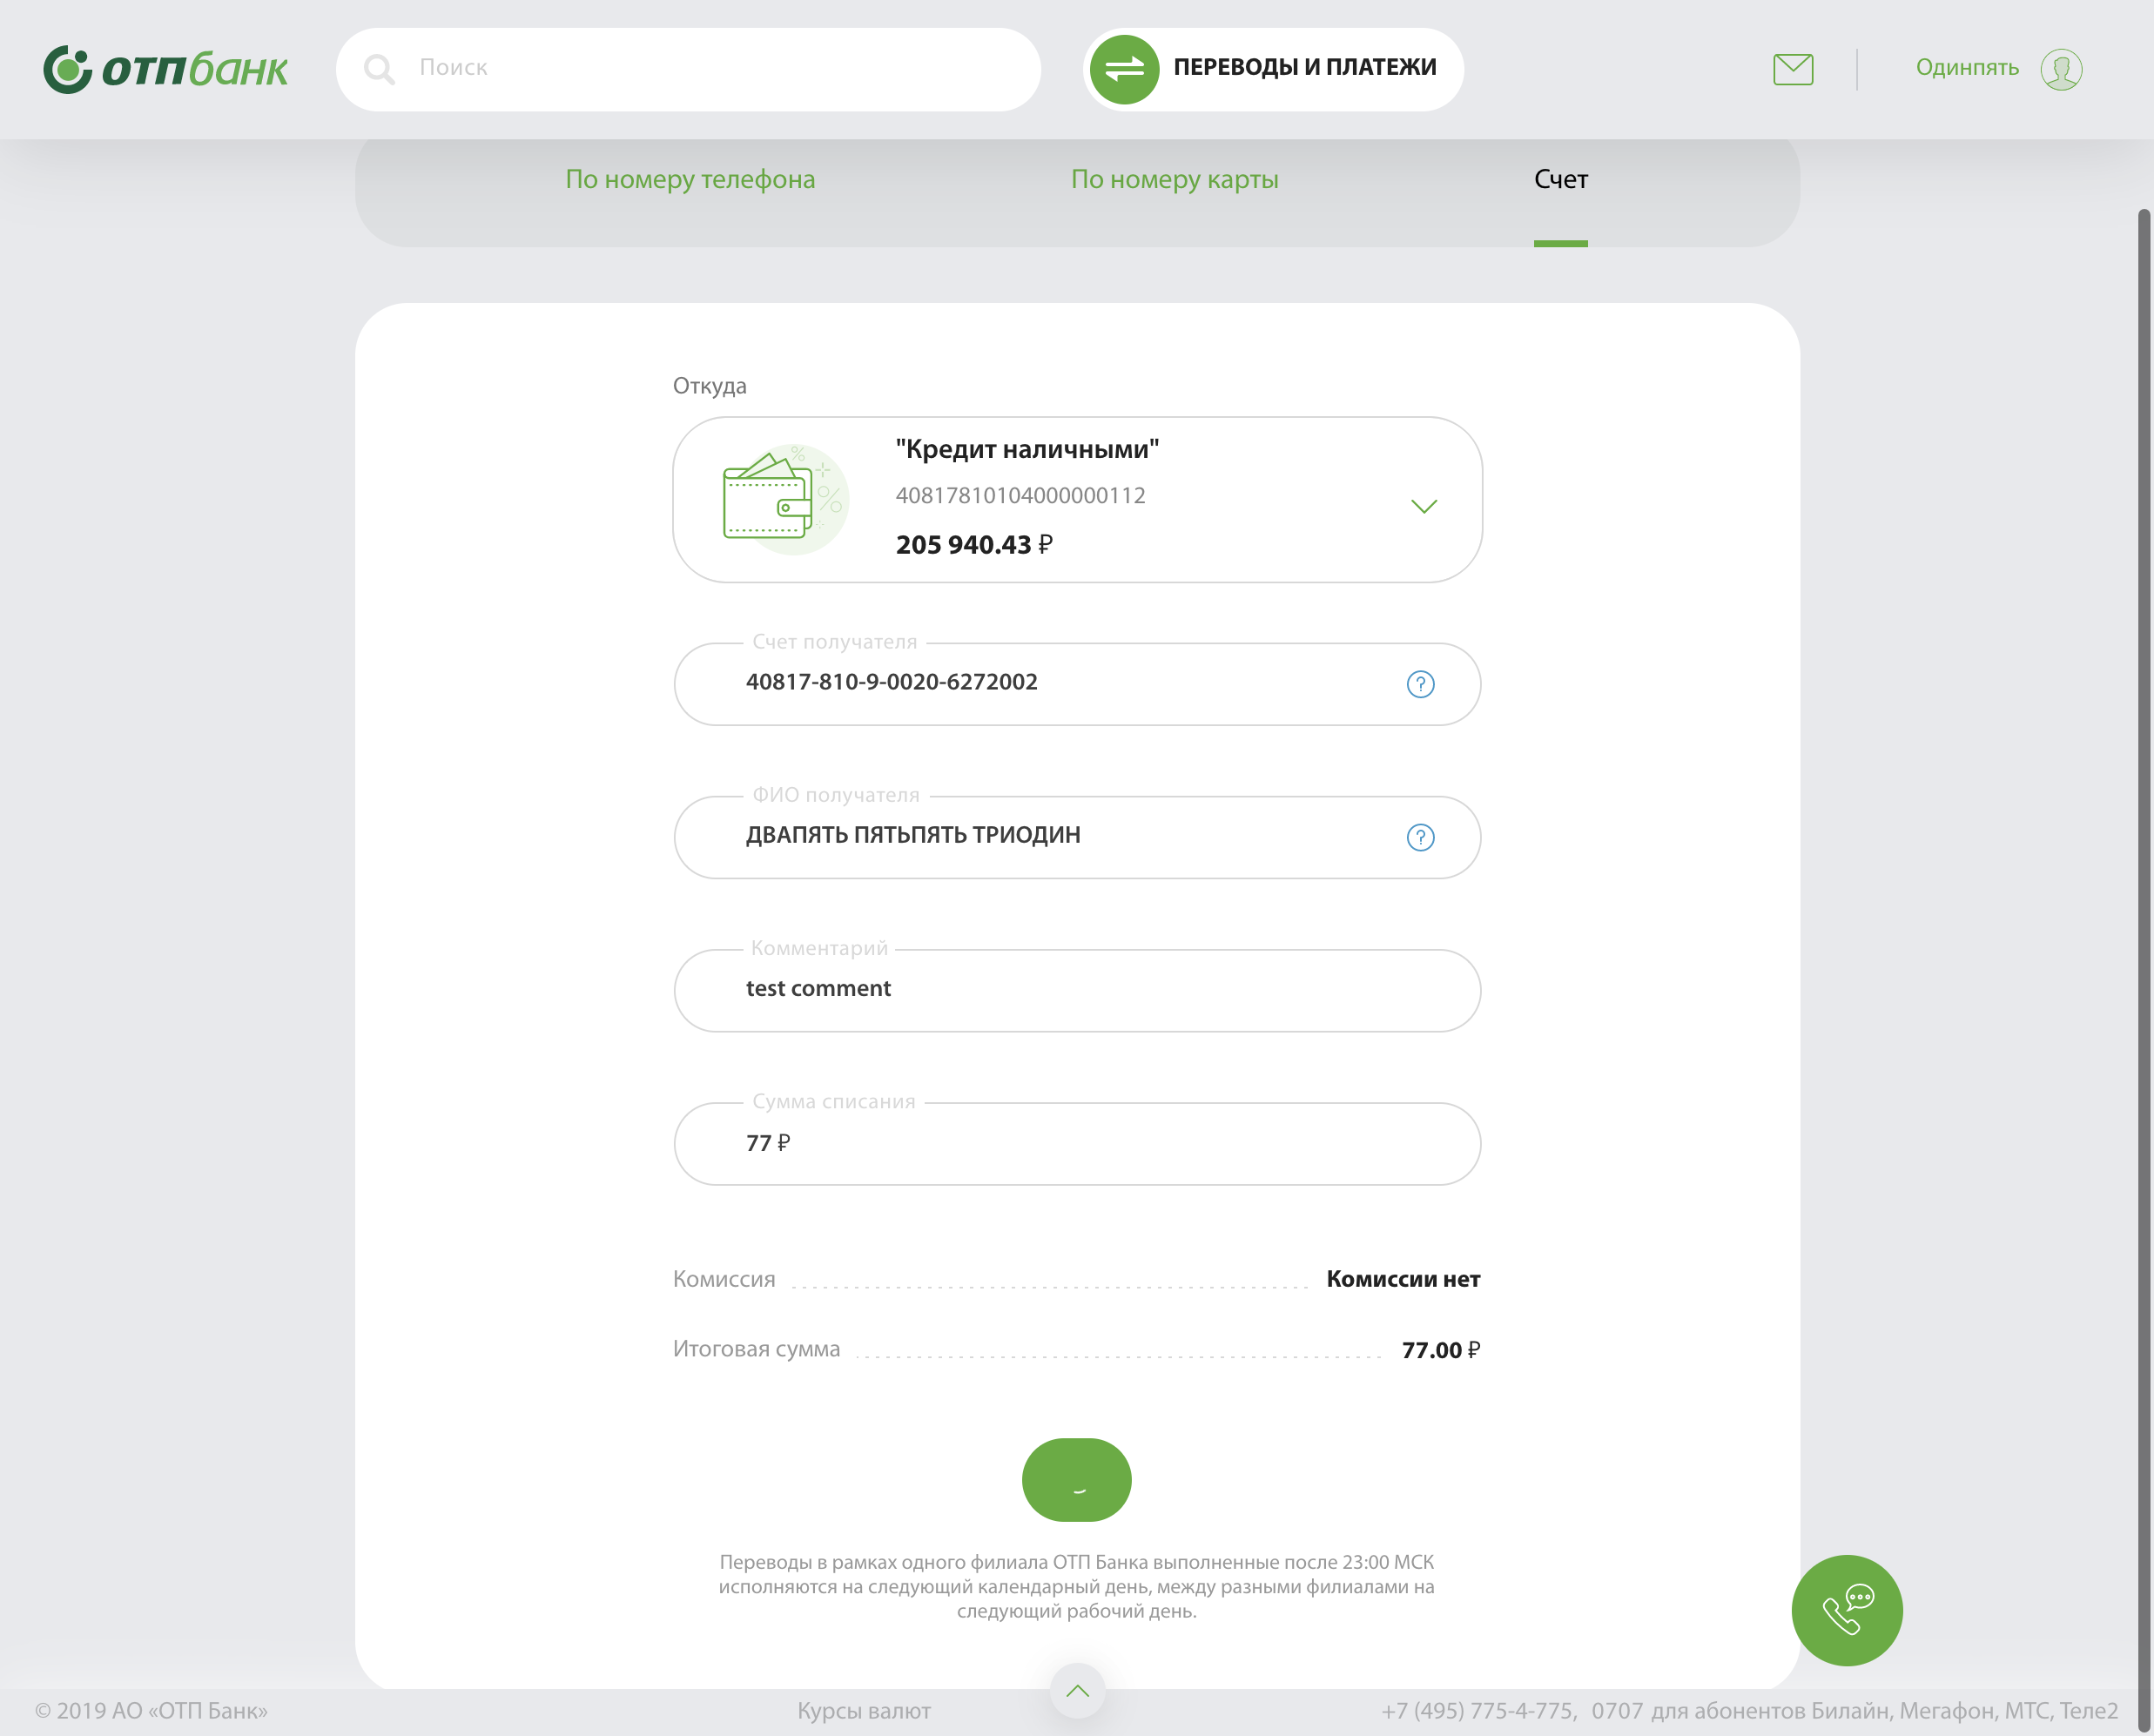 отпбанк
Поиск
ПЕРЕВОДЫ И ПЛАТЕЖИ
Одинпять
По номеру телефона
По номеру карты
Счет
Откуда
"Кредит наличными"
40817810104000000112
205 940.43 ₽
Счет получателя
40817-810-9-0020-6272002
ФИО получателя
ДВАПЯТЬ ПЯТЬПЯТЬ ТРИОДИН
Комментарий
test comment
Сумма списания
77 ₽
Комиссия
Комиссии нет
Итоговая сумма
77.00 ₽
Переводы в рамках одного филиала ОТП Банка выполненные после 23:00 МСК
исполняются на следующий календарный день, между разными филиалами на
следующий рабочий день.
© 2019 АО «ОТП Банк»
Курсы валют
+7 (495) 775-4-775, 0707 для абонентов Билайн, Мегафон, МТС, Теле2